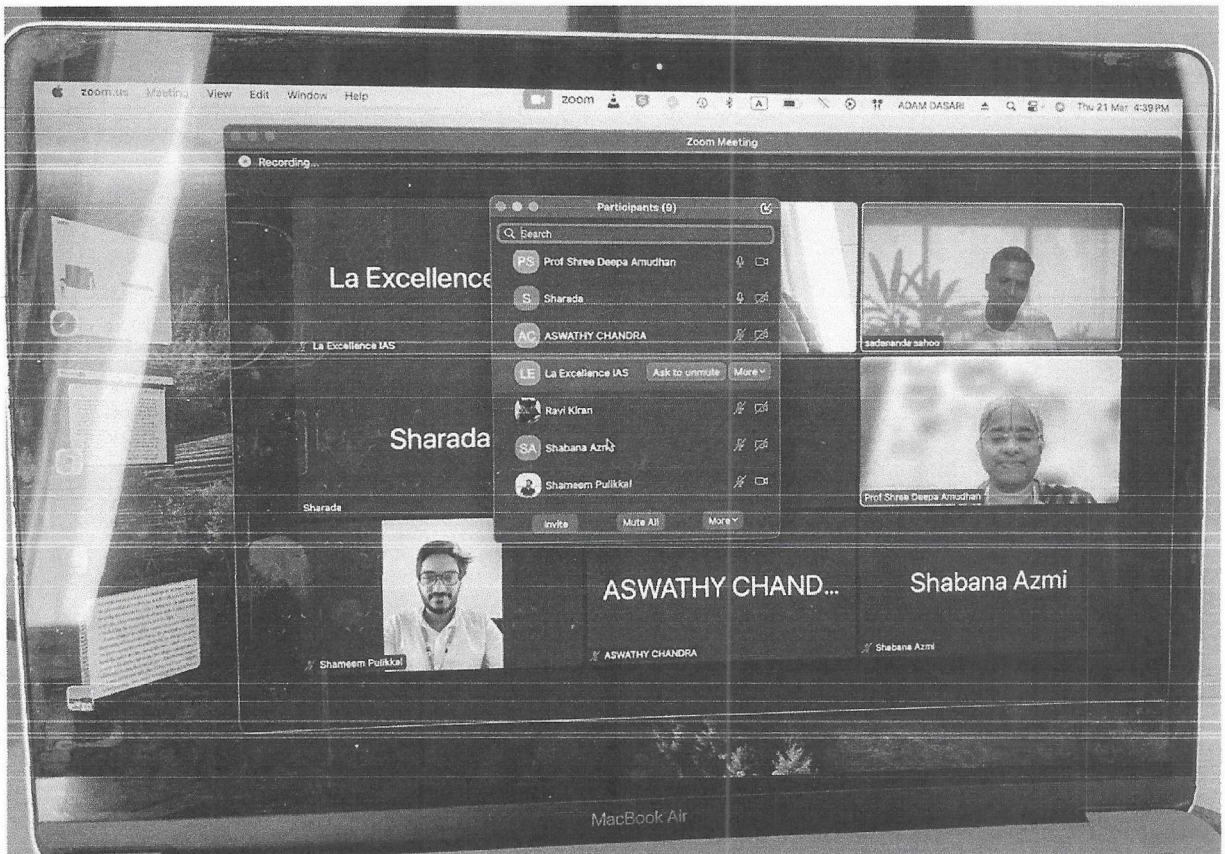 zoom.us Meeting View Edit Window Help zoom A ADAM DASARI Thu 21 Mar 4:39 PM
Zoom Meeting
Recording...
Participants (9)
Search
PS Prof Shree Deepa Amudhan
S Sharada
AC ASWATHY CHANDRA
LE La Excellence IAS Ask to unmute More
Ravi Kiran
SA Shabana Azmi
Shameem Pulikkal
Invite Mute All More
La Excellence
La Excellence IAS
sadananda sahoo
Sharada
Sharada
Prof Shree Deepa Amudhan
Shameem Pulikkal
ASWATHY CHAND...
ASWATHY CHANDRA
Shabana Azmi
Shabana Azmi
MacBook Air